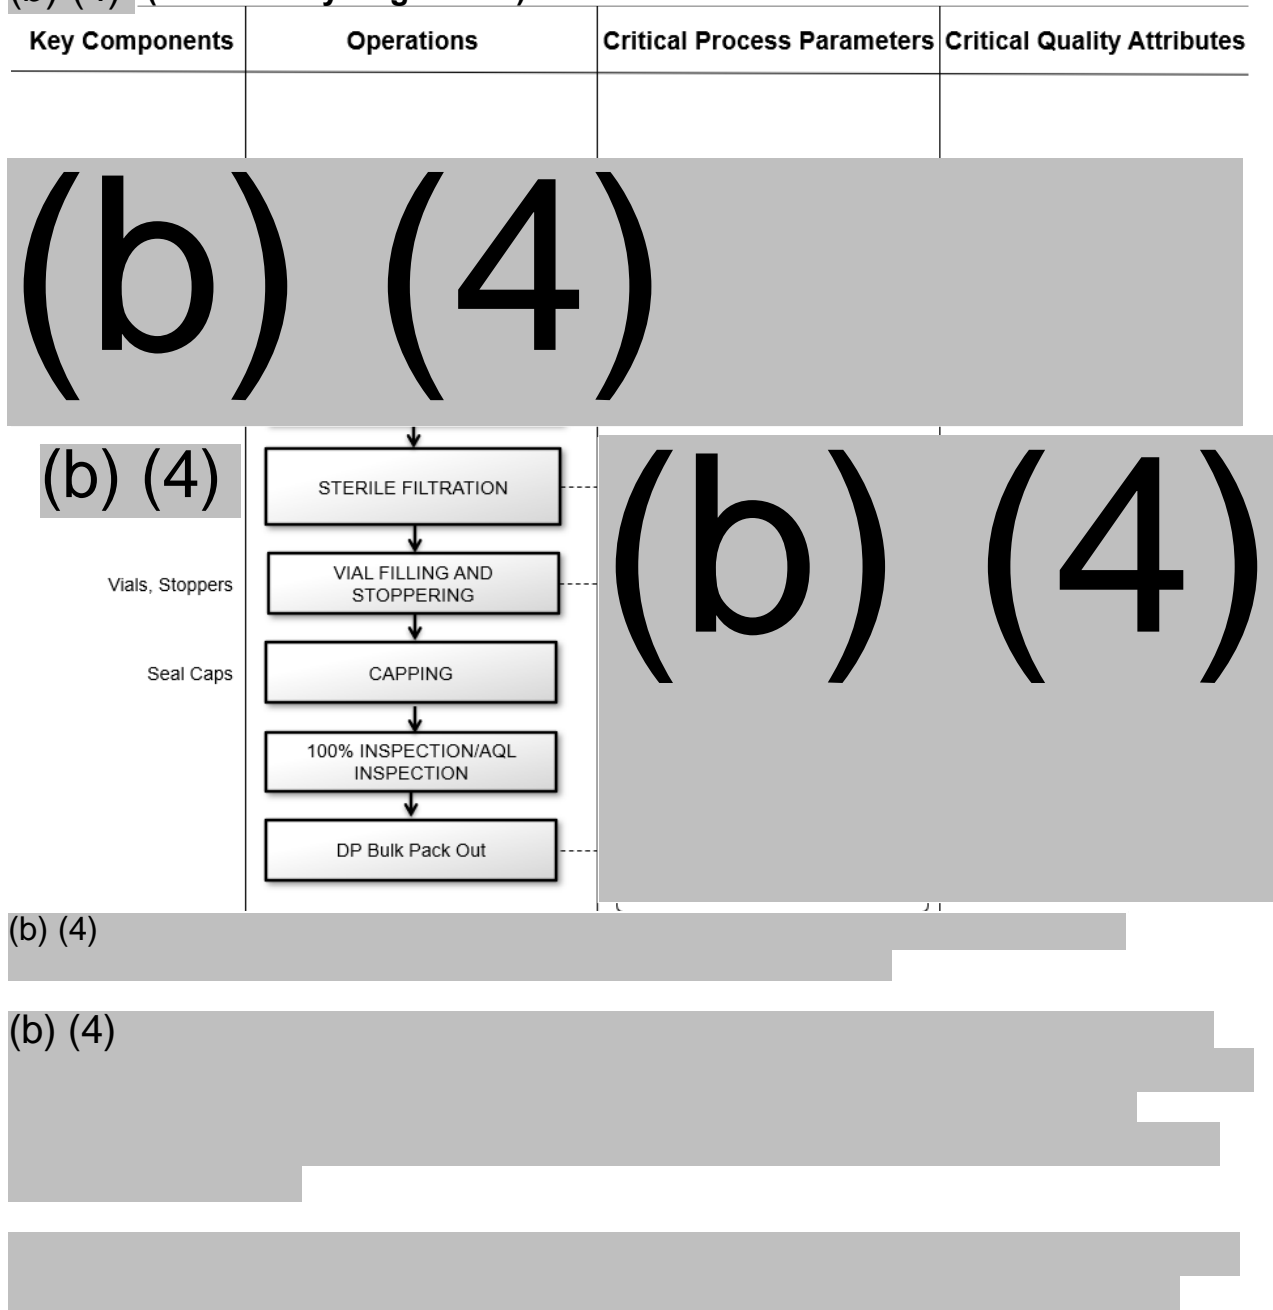 (b) (4)
Key Components Operations Critical Process Parameters Critical Quality Attributes
(b) (4)
(b) (4)
STERILE FILTRATION
(b) (4)
Vials, Stoppers
VIAL FILLING AND
STOPPERING
Seal Caps
CAPPING
100% INSPECTION/AQL
INSPECTION
DP Bulk Pack Out
(b) (4)
(b) (4)